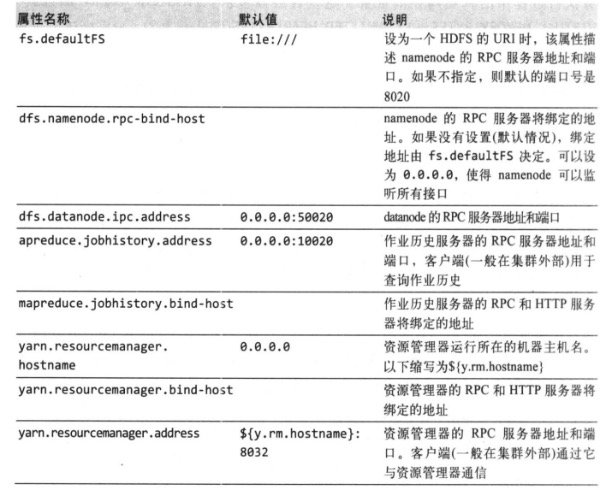 属性名称 默认值 说明
fs.defaultFS file:/// 设为一个 HDFS 的 URI 时，该属性描
述 namenode 的 RPC 服务器地址和端
口。如果不指定，则默认的端口号是
8020
dfs.namenode.rpc-bind-host namenode 的 RPC 服务器将绑定的地
址。如果没有设置(默认情况)，绑定
地址由 fs.defaultFS 决定。可以设
为 0.0.0.0，使得 namenode 可以监
听所有接口
dfs.datanode.ipc.address 0.0.0.0:50020 datanode的RPC服务器地址和端口
apreduce.jobhistory.address 0.0.0.0:10020 作业历史服务器的 RPC 服务器地址和
端口，客户端(一般在集群外部)用于
查询作业历史
mapreduce.jobhistory.bind-host 作业历史服务器的 RPC 和 HTTP 服务
器将绑定的地址
yarn.resourcemanager. 0.0.0.0 资源管理器运行所在的机器主机名。
hostname 以下缩写为${y.rm.hostname}
yarn.resourcemanager.bind-host 资源管理器的 RPC 和 HTTP 服务器将
绑定的地址
yarn.resourcemanager.address ${y.rm.hostname}: 资源管理器的 RPC 服务器地址和端
8032 口。客户端(一般在集群外部)通过它
与资源管理器通信